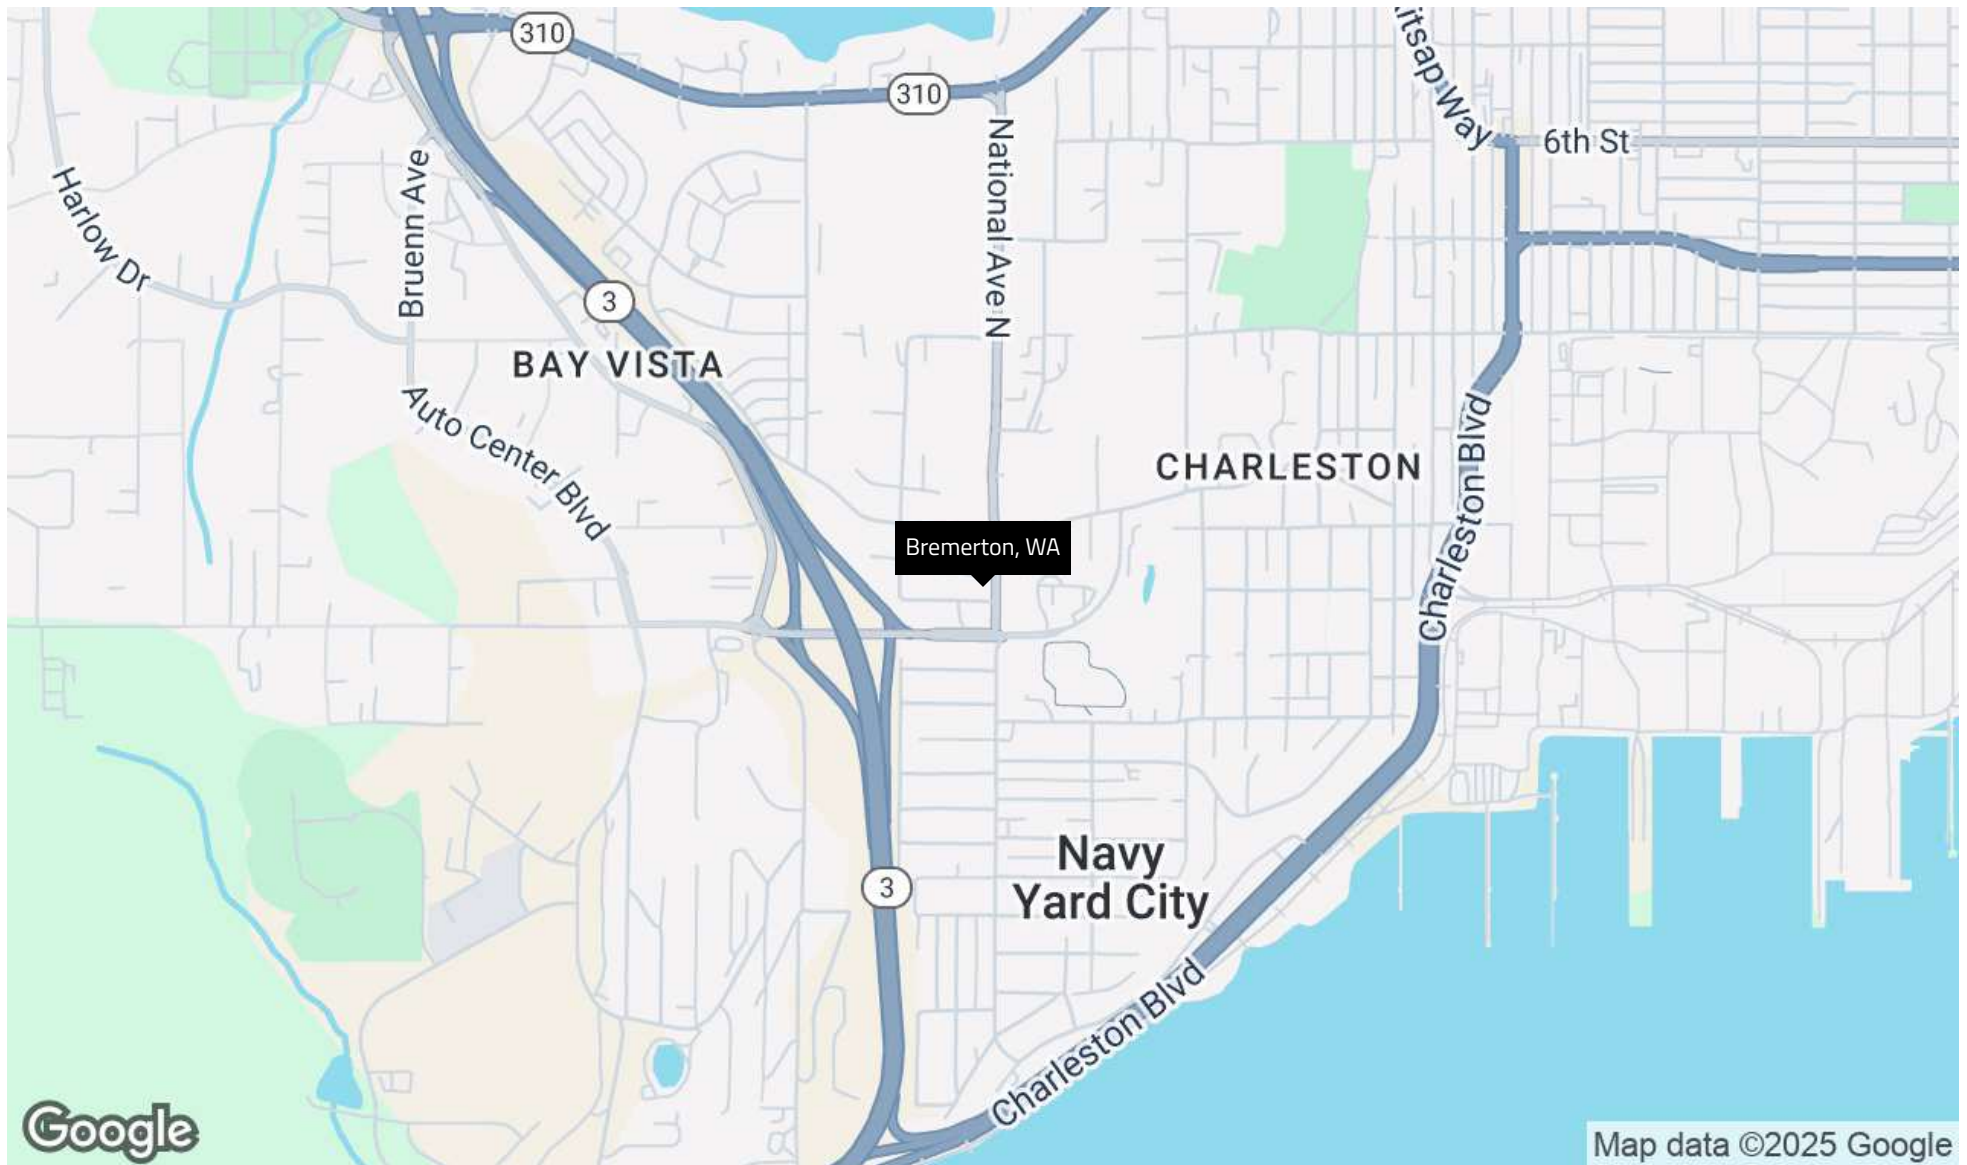 310
310
itsap Way
6th St
National Ave N
Harlow Dr
Bruenn Ave
3
BAY VISTA
Auto Center Blvd
CHARLESTON
Charleston Blvd
Bremerton, WA
Navy
Yard City
3
Charleston Blvd
Google
Map data ©2025 Google